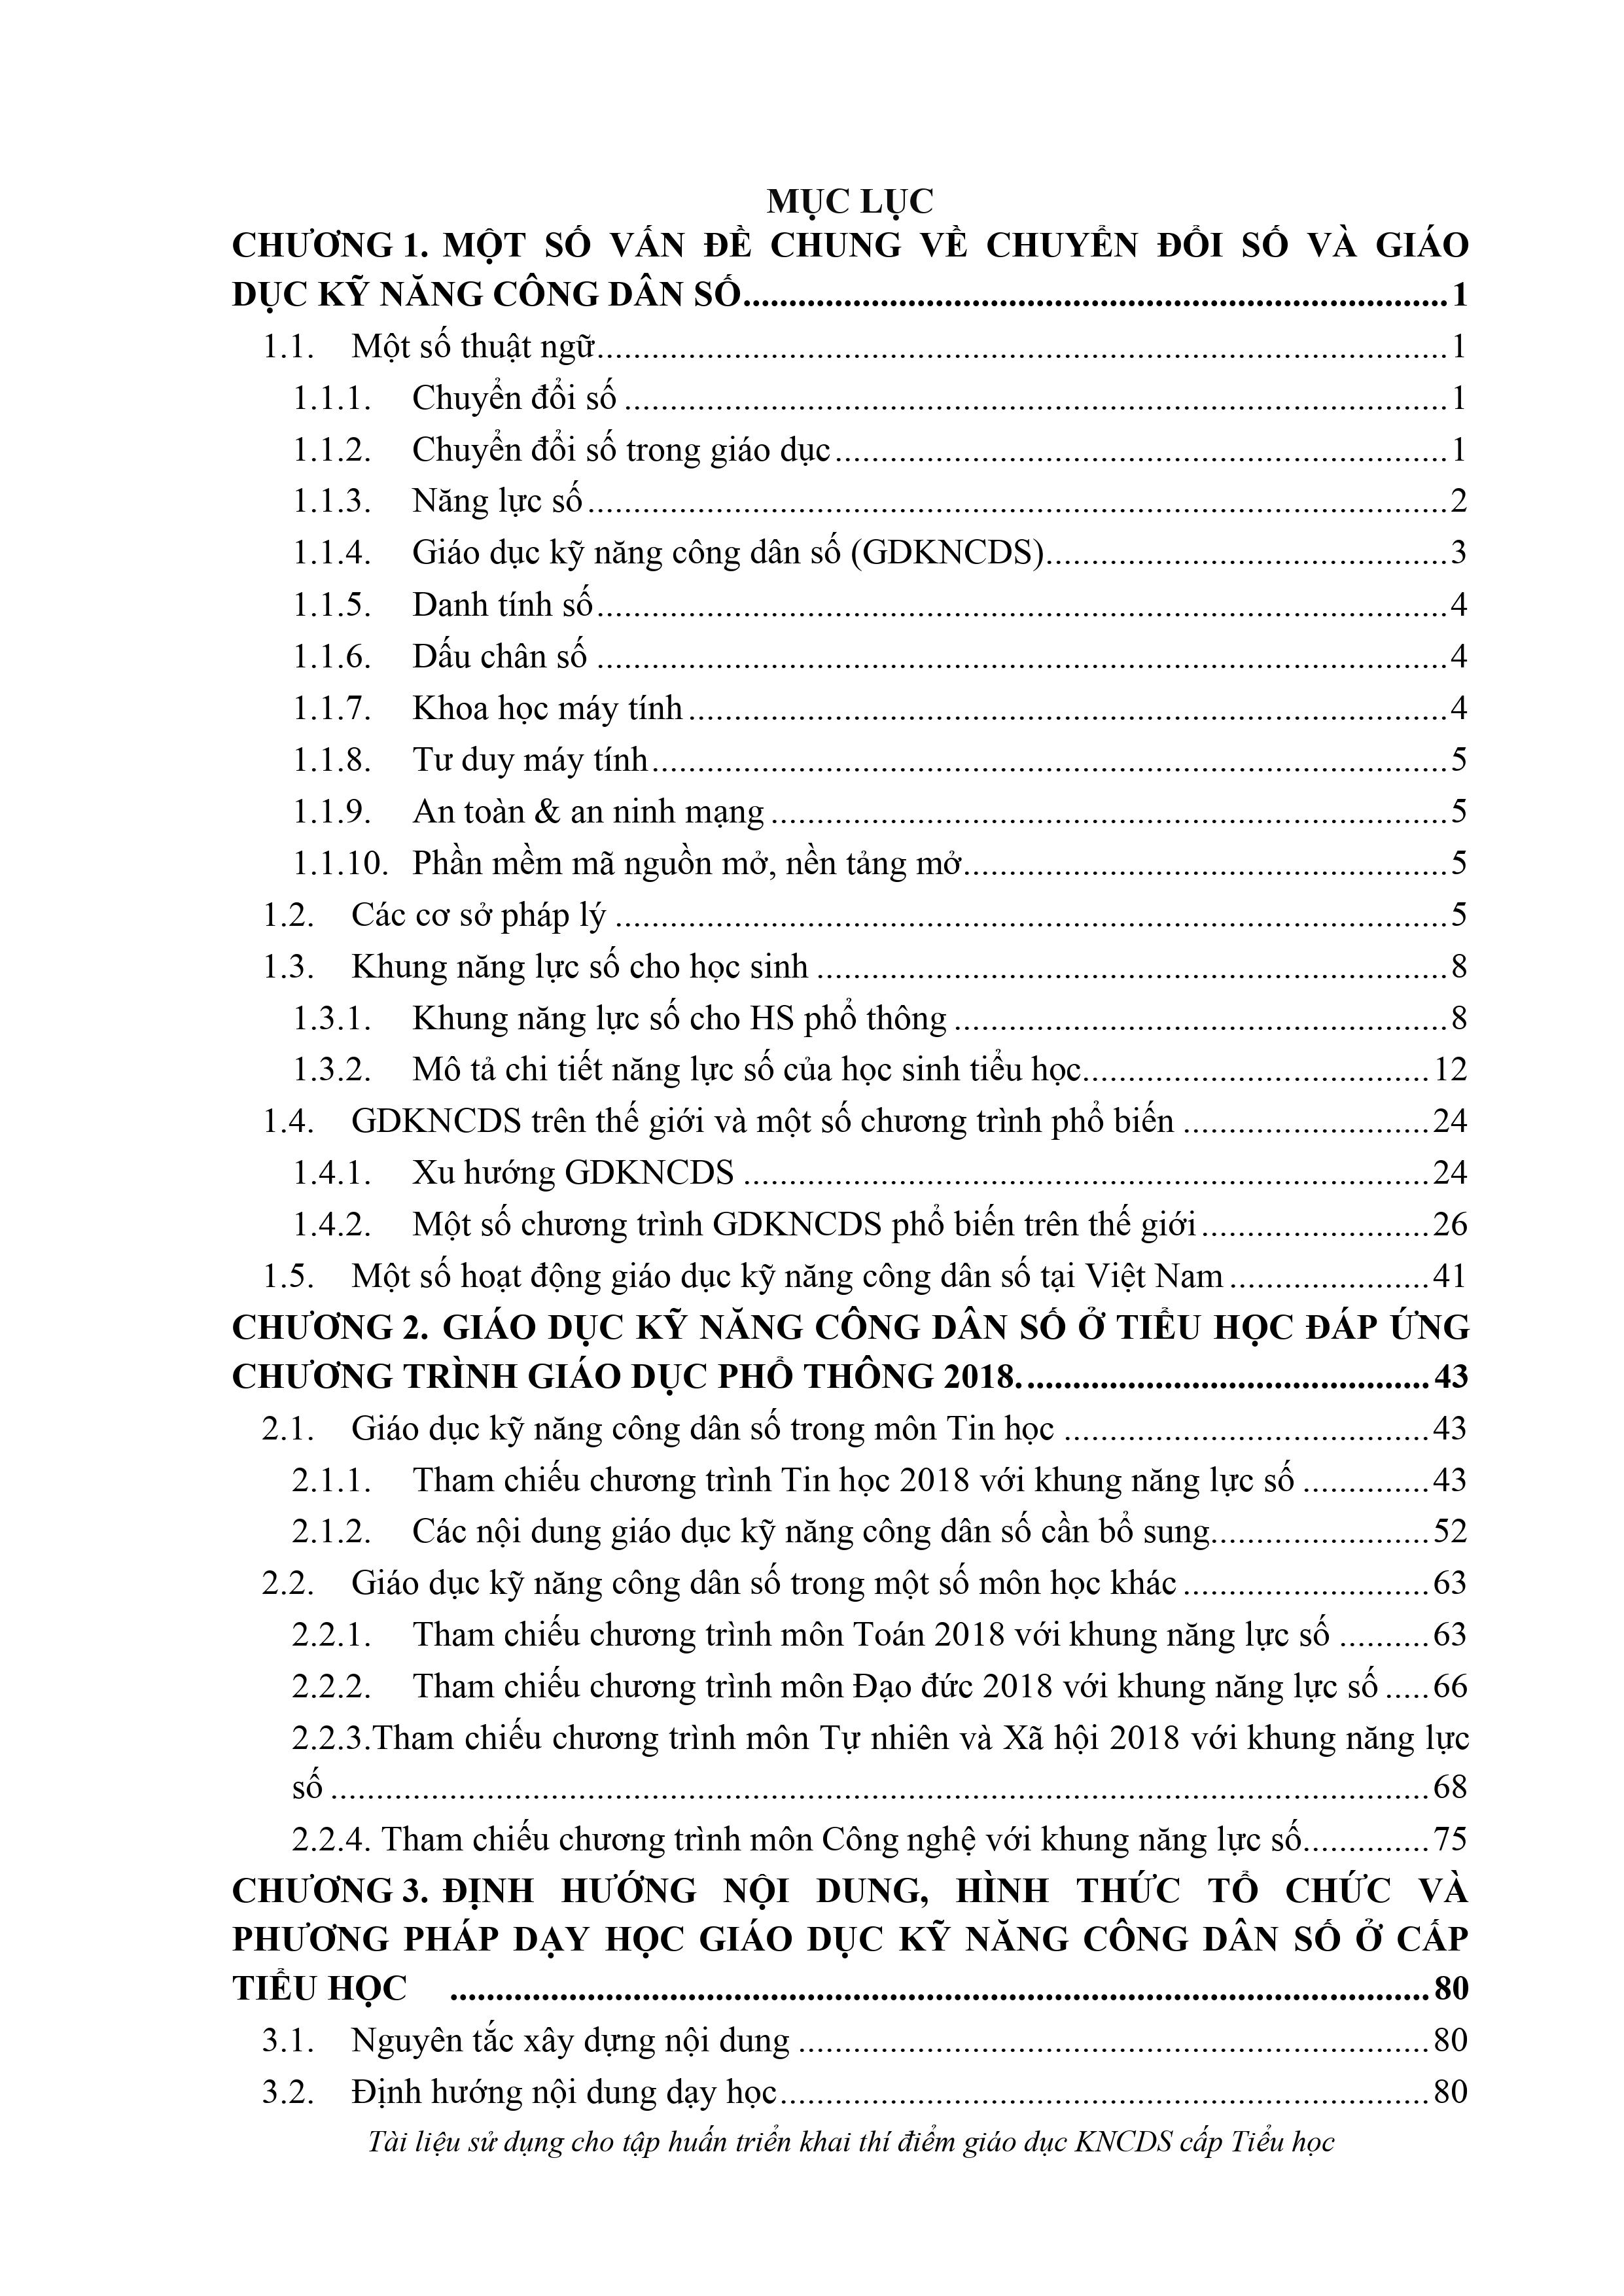 MỤC LỤC
CHƯƠNG 1. MỘT SỐ VẤN ĐỀ CHUNG VỀ CHUYỂN ĐỔI SỐ VÀ GIÁO
DỤC KỸ NĂNG CÔNG DÂN SỐ.......................................................................... 1
1.1. Một số thuật ngữ.......................................................................... 1
1.1.1. Chuyển đổi số .......................................................................... 1
1.1.2. Chuyển đổi số trong giáo dục.......................................................... 1
1.1.3. Năng lực số.......................................................................... 2
1.1.4. Giáo dục kỹ năng công dân số (GDKNCDS)............................................ 3
1.1.5. Danh tính số.......................................................................... 4
1.1.6. Dấu chân số .......................................................................... 4
1.1.7. Khoa học máy tính .................................................................... 4
1.1.8. Tư duy máy tính....................................................................... 5
1.1.9. An toàn & an ninh mạng ............................................................... 5
1.1.10. Phần mềm mã nguồn mở, nền tảng mở.................................................. 5
1.2. Các cơ sở pháp lý .......................................................................... 5
1.3. Khung năng lực số cho học sinh ............................................................ 8
1.3.1. Khung năng lực số cho HS phổ thông .................................................. 8
1.3.2. Mô tả chi tiết năng lực số của học sinh tiểu học...................................... 12
1.4. GDKNCDS trên thế giới và một số chương trình phổ biến ........................... 24
1.4.1. Xu hướng GDKNCDS ................................................................ 24
1.4.2. Một số chương trình GDKNCDS phổ biến trên thế giới......................... 26
1.5. Một số hoạt động giáo dục kỹ năng công dân số tại Việt Nam...................... 41
CHƯƠNG 2. GIÁO DỤC KỸ NĂNG CÔNG DÂN SỐ Ở TIỂU HỌC ĐÁP ỨNG
CHƯƠNG TRÌNH GIÁO DỤC PHỔ THÔNG 2018. ............................................ 43
2.1. Giáo dục kỹ năng công dân số trong môn Tin học ........................................ 43
2.1.1. Tham chiếu chương trình Tin học 2018 với khung năng lực số .............. 43
2.1.2. Các nội dung giáo dục kỹ năng công dân số cần bổ sung........................ 52
2.2. Giáo dục kỹ năng công dân số trong một số môn học khác ........................... 63
2.2.1. Tham chiếu chương trình môn Toán 2018 với khung năng lực số .......... 63
2.2.2. Tham chiếu chương trình môn Đạo đức 2018 với khung năng lực số ..... 66
2.2.3.Tham chiếu chương trình môn Tự nhiên và Xã hội 2018 với khung năng lực
số .......................................................................... 68
2.2.4. Tham chiếu chương trình môn Công nghệ với khung năng lực số.............. 75
CHƯƠNG 3. ĐỊNH HƯỚNG NỘI DUNG, HÌNH THỨC TỔ CHỨC VÀ
PHƯƠNG PHÁP DẠY HỌC GIÁO DỤC KỸ NĂNG CÔNG DÂN SỐ Ở CẤP
TIỂU HỌC .......................................................................... 80
3.1. Nguyên tắc xây dựng nội dung ..................................................................... 80
3.2. Định hướng nội dung dạy học....................................................................... 80
Tài liệu sử dụng cho tập huấn triển khai thí điểm giáo dục KNCDS cấp Tiểu học